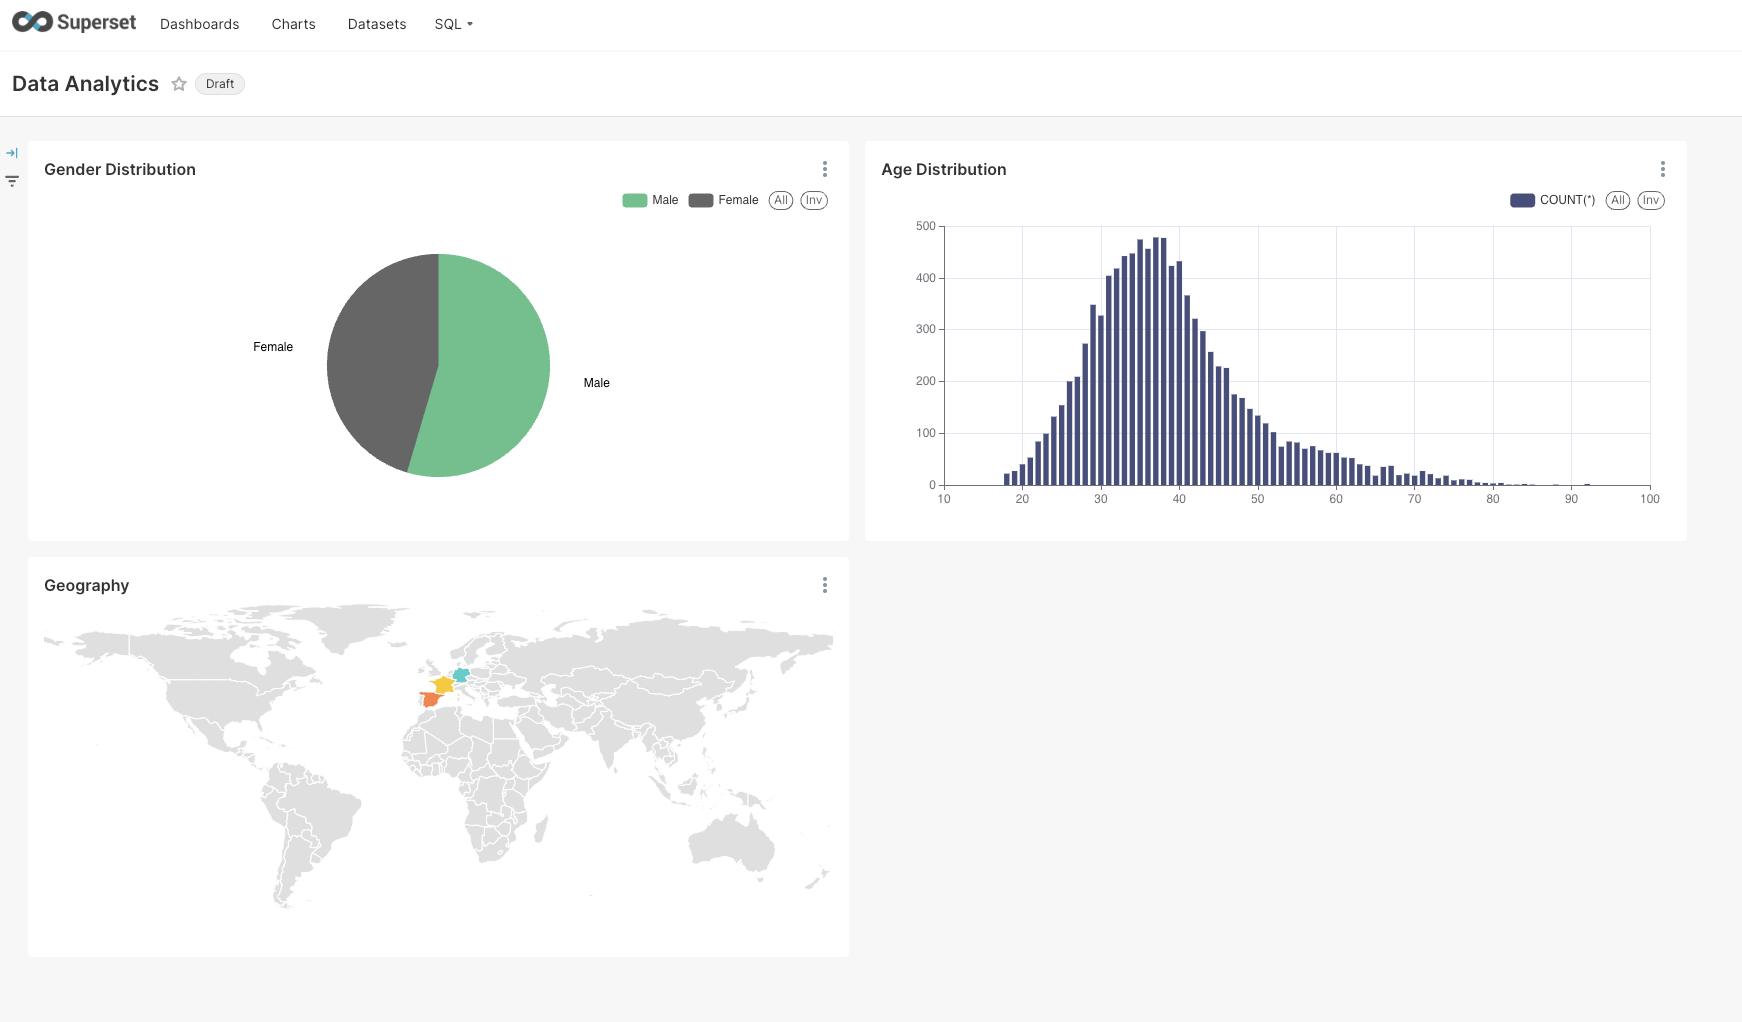 Superset Dashboards Charts Datasets SQL
Data Analytics Draft
Gender Distribution
Male Female All Inv
Female
Male
Age Distribution
COUNT(*) All Inv
500
400
300
200
100
0
10 20 30 40 50 60 70 80 90 100
Geography